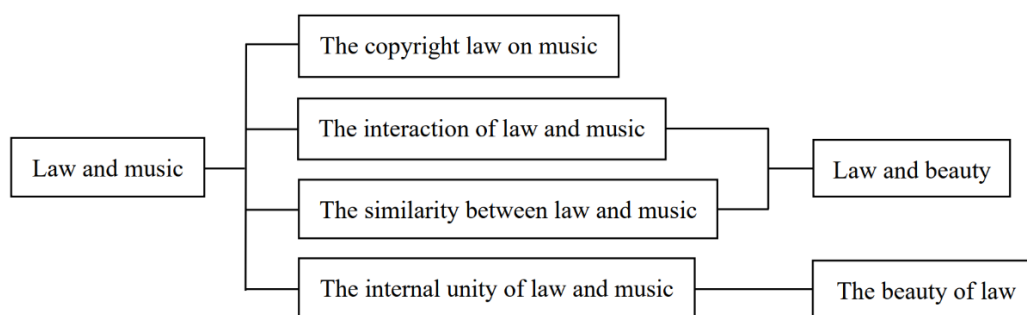 The copyright law on music
The interaction of law and music
Law and music
Law and beauty
The similarity between law and music
The internal unity of law and music
The beauty of law